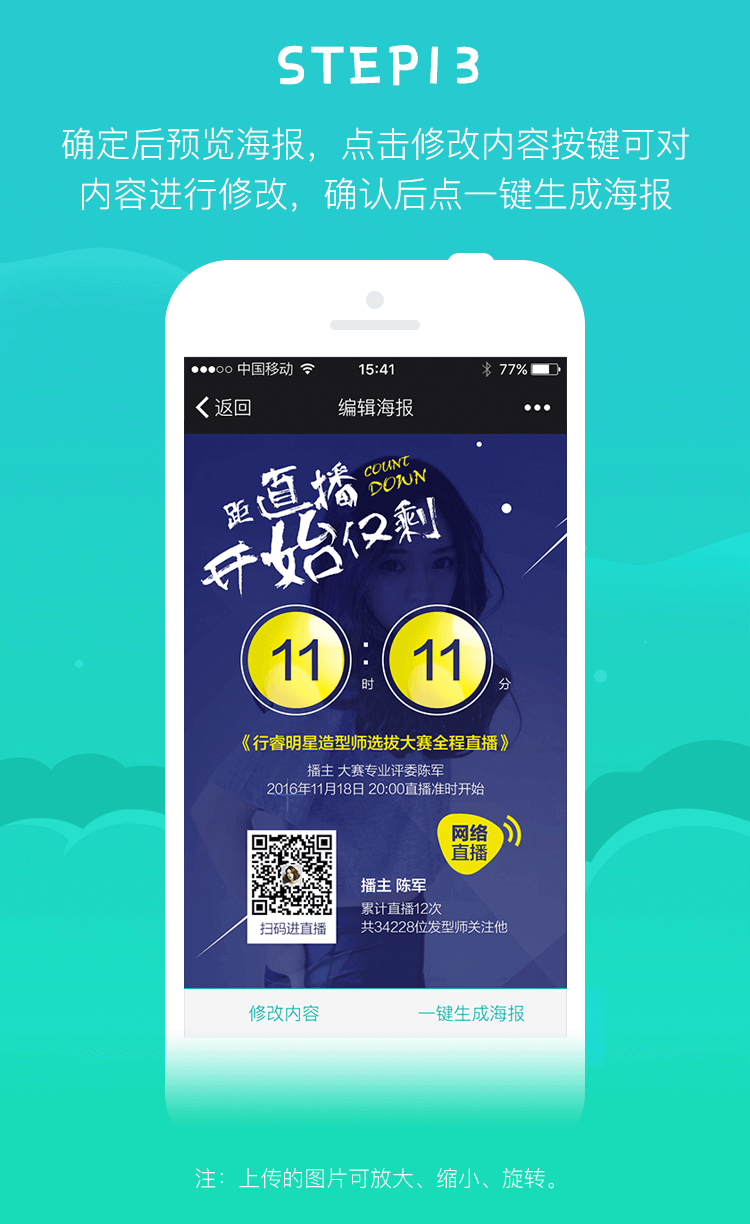 STEP13
确定后预览海报，点击修改内容按键可对
内容进行修改，确认后点一键生成海报
中国移动 15:41 77%
返回 编辑海报
距直播 COUNT DOWN
开始仅剩
11 时 : 11 分
《行睿明星造型师选拔大赛全程直播》
播主 大赛专业评委陈军
2016年11月18日 20:00直播准时开始
网络
直播
播主 陈军
累计直播12次
共34228位发型师关注他
扫码进直播
修改内容 一键生成海报
注：上传的图片可放大、缩小、旋转。